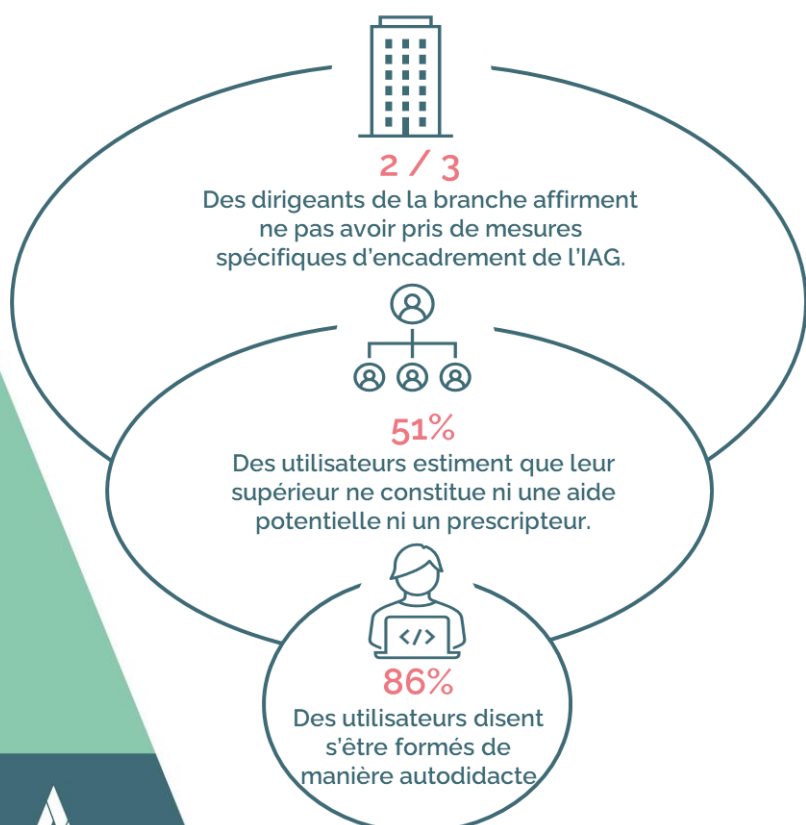 2 / 3
Des dirigeants de la branche affirment
ne pas avoir pris de mesures
spécifiques d'encadrement de l'IAG.
51%
Des utilisateurs estiment que leur
supérieur ne constitue ni une aide
potentielle ni un prescripteur.
</>
86%
Des utilisateurs disent
s'être formés de
manière autodidacte